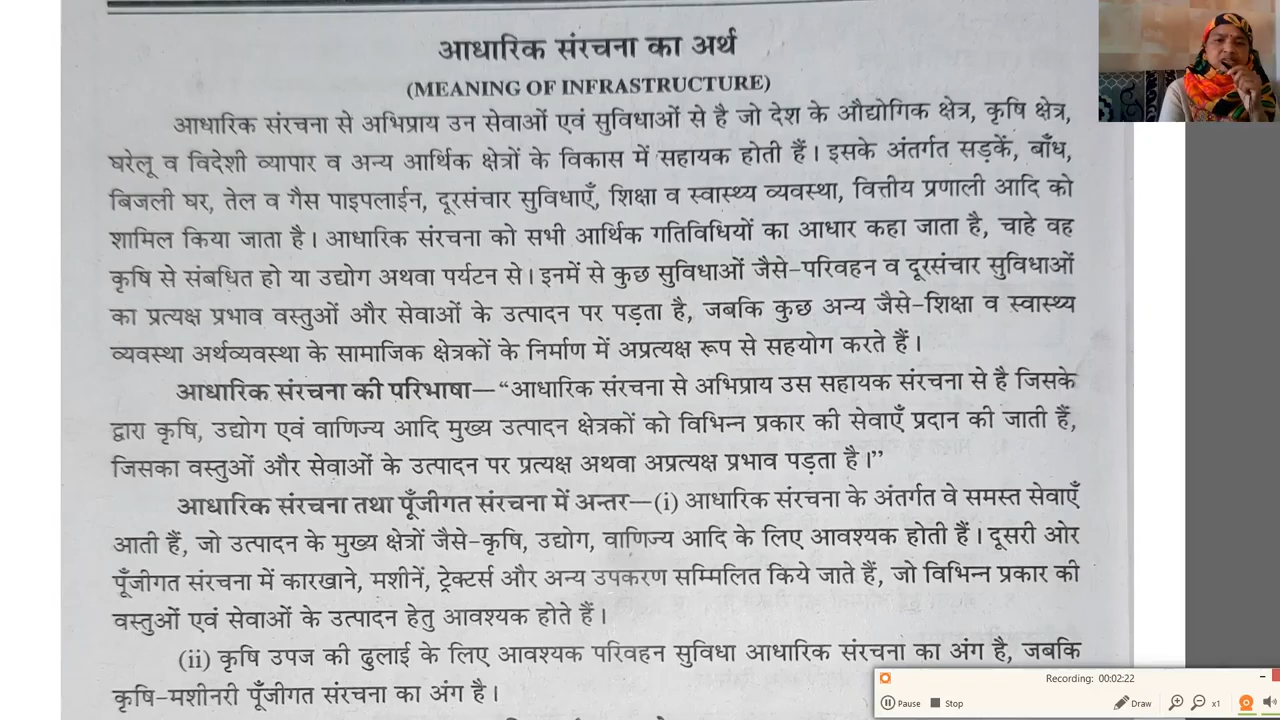 आधारिक संरचना का अर्थ
(MEANING OF INFRASTRUCTURE)
आधारिक संरचना से अभिप्राय उन सेवाओं एवं सुविधाओं से है जो देश के औद्योगिक क्षेत्र, कृषि क्षेत्र,
घरेलू व विदेशी व्यापार व अन्य आर्थिक क्षेत्रों के विकास में सहायक होती हैं। इसके अंतर्गत सड़कें, बाँध,
बिजली घर, तेल व गैस पाइपलाईन, दूरसंचार सुविधाएँ, शिक्षा व स्वास्थ्य व्यवस्था, वित्तीय प्रणाली आदि को
शामिल किया जाता है। आधारिक संरचना को सभी आर्थिक गतिविधियों का आधार कहा जाता है, चाहे वह
कृषि से संबधित हो या उद्योग अथवा पर्यटन से। इनमें से कुछ सुविधाओं जैसे-परिवहन व दूरसंचार सुविधाओं
का प्रत्यक्ष प्रभाव वस्तुओं और सेवाओं के उत्पादन पर पड़ता है, जबकि कुछ अन्य जैसे-शिक्षा व स्वास्थ्य
व्यवस्था अर्थव्यवस्था के सामाजिक क्षेत्रकों के निर्माण में अप्रत्यक्ष रूप से सहयोग करते हैं।
आधारिक संरचना की परिभाषा—“आधारिक संरचना से अभिप्राय उस सहायक संरचना से है जिसके
द्वारा कृषि, उद्योग एवं वाणिज्य आदि मुख्य उत्पादन क्षेत्रकों को विभिन्न प्रकार की सेवाएँ प्रदान की जाती हैं,
जिसका वस्तुओं और सेवाओं के उत्पादन पर प्रत्यक्ष अथवा अप्रत्यक्ष प्रभाव पड़ता है।”
आधारिक संरचना तथा पूँजीगत संरचना में अन्तर—(i) आधारिक संरचना के अंतर्गत वे समस्त सेवाएँ
आती हैं, जो उत्पादन के मुख्य क्षेत्रों जैसे-कृषि, उद्योग, वाणिज्य आदि के लिए आवश्यक होती हैं। दूसरी ओर
पूँजीगत संरचना में कारखाने, मशीनें, ट्रेक्टर्स और अन्य उपकरण सम्मिलित किये जाते हैं, जो विभिन्न प्रकार की
वस्तुओं एवं सेवाओं के उत्पादन हेतु आवश्यक होते हैं।
(ii) कृषि उपज की ढुलाई के लिए आवश्यक परिवहन सुविधा आधारिक संरचना का अंग है, जबकि
कृषि-मशीनरी पूँजीगत संरचना का अंग है।
Recording: 00:02:22
Pause Stop Draw x1